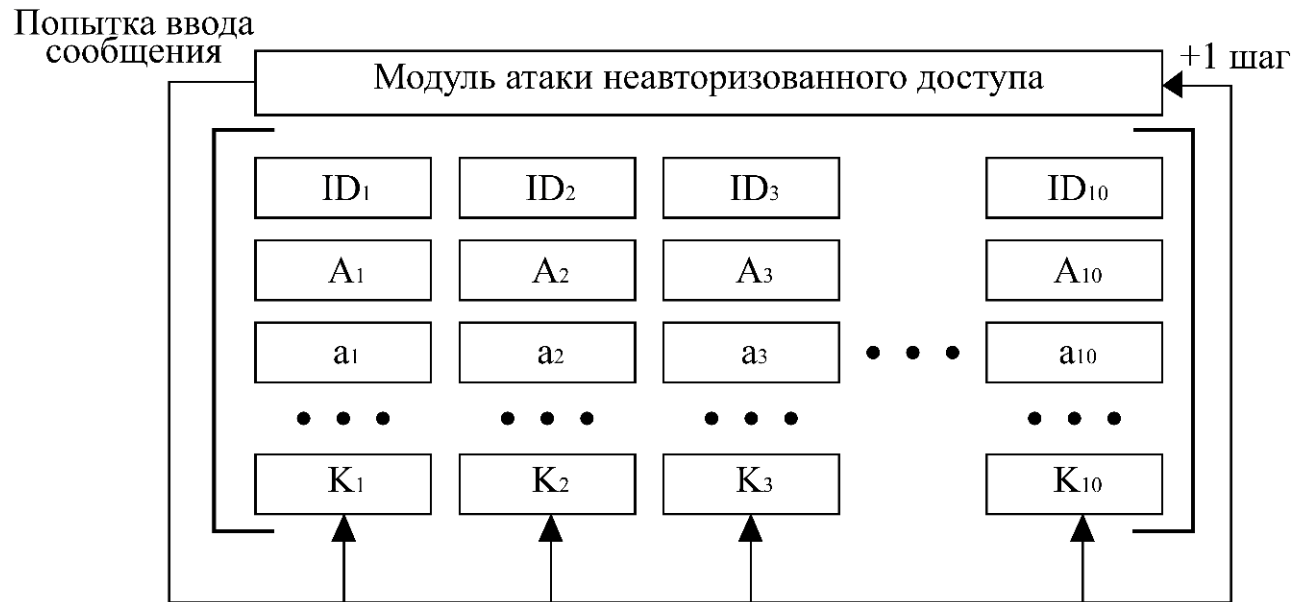 Попытка ввода
сообщения
+1 шаг
Модуль атаки неавторизованного доступа
ID1 ID2 ID3 ID10
A1 A2 A3 A10
a1 a2 a3 • • • a10
• • • • • • • • • • • •
K1 K2 K3 K10